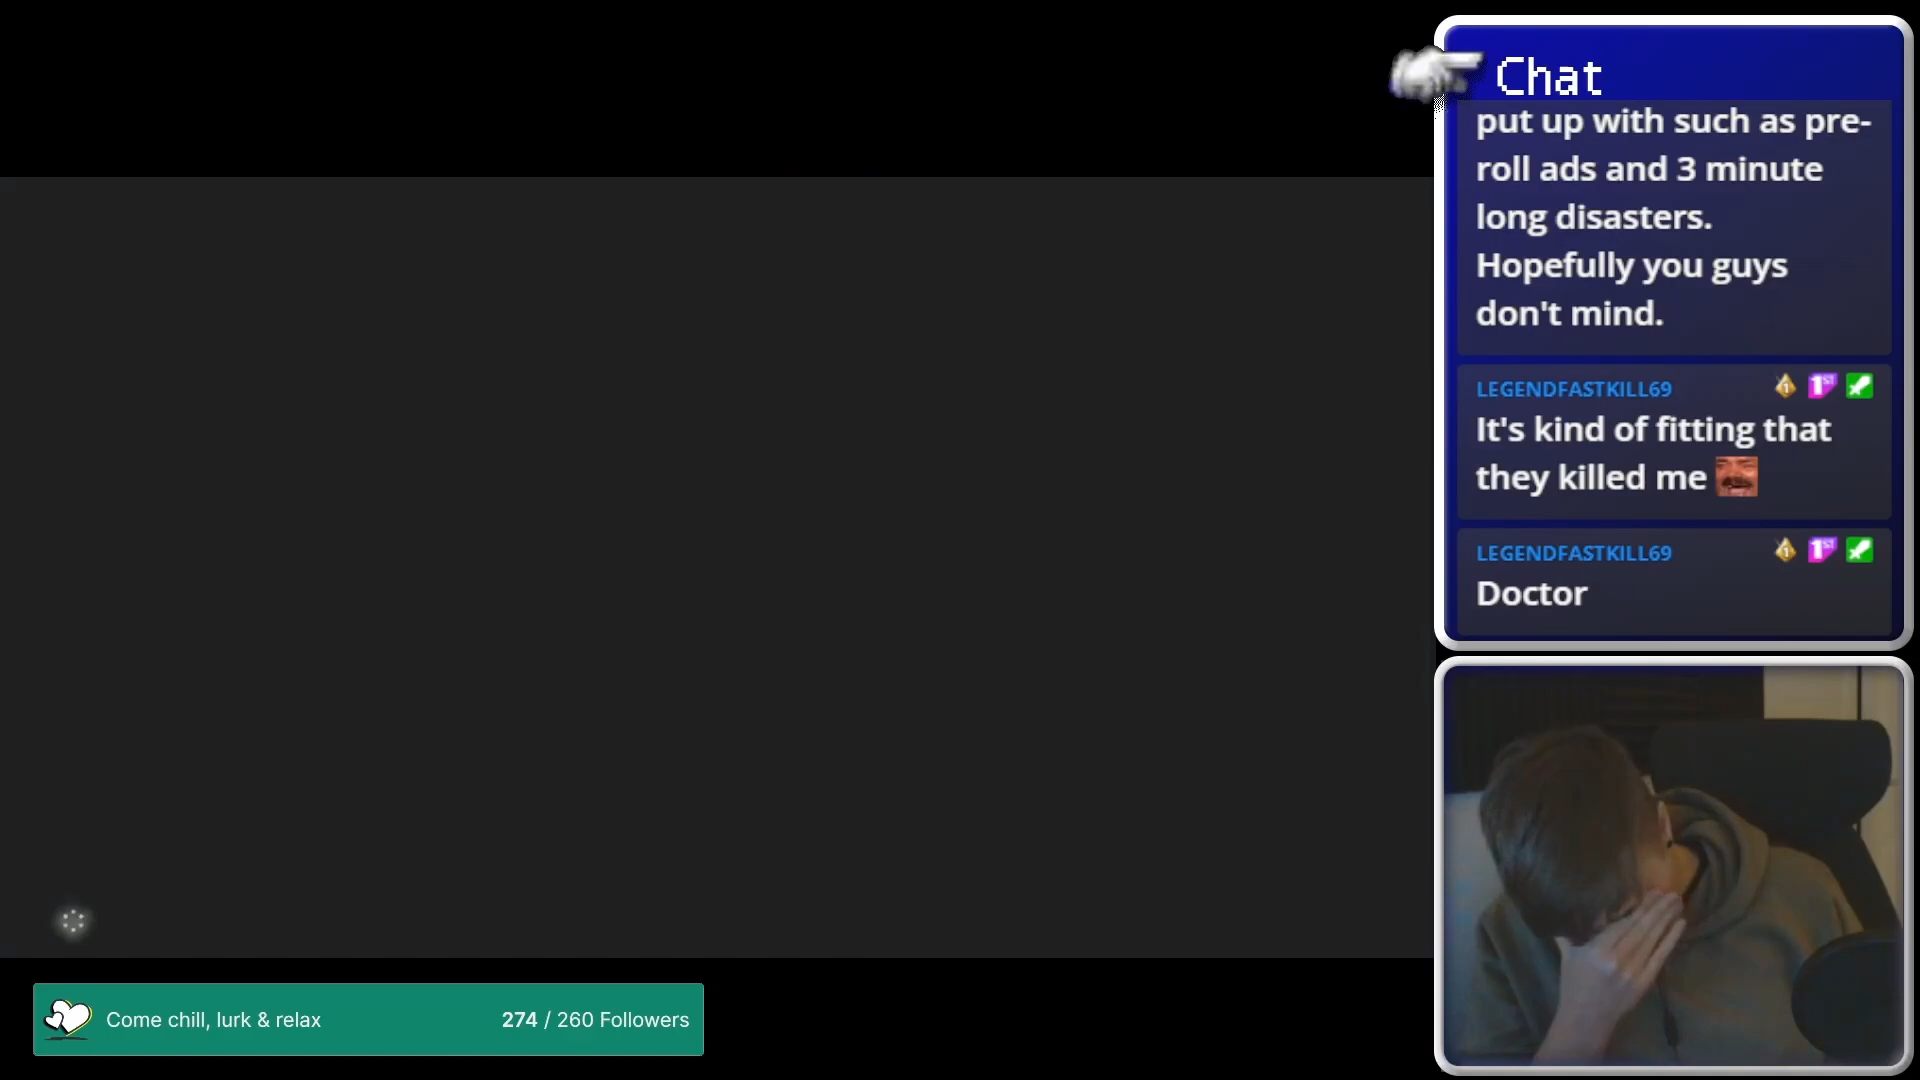 Chat
put up with such as pre-
roll ads and 3 minute
long disasters.
Hopefully you guys
don't mind.
LEGENDFASTKILL69
It's kind of fitting that
they killed me
LEGENDFASTKILL69
Doctor
Come chill, lurk & relax
274 / 260 Followers